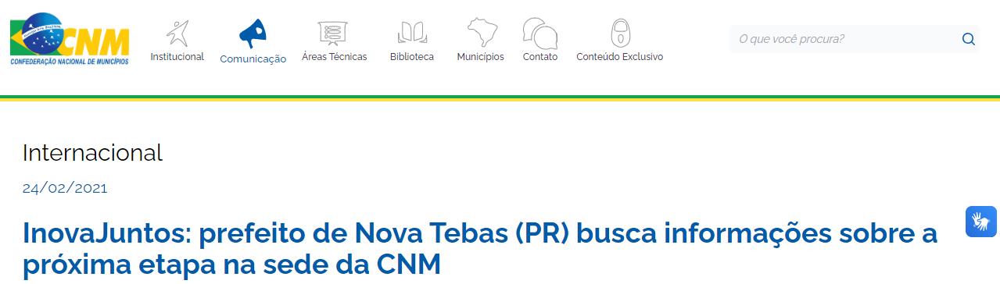 CNM
CONFEDERAÇÃO NACIONAL DE MUNICÍPIOS
Institucional
Comunicação
Áreas Técnicas
Biblioteca
Municípios
Contato
Conteúdo Exclusivo
O que você procura?
Internacional
24/02/2021
InovaJuntos: prefeito de Nova Tebas (PR) busca informações sobre a
próxima etapa na sede da CNM